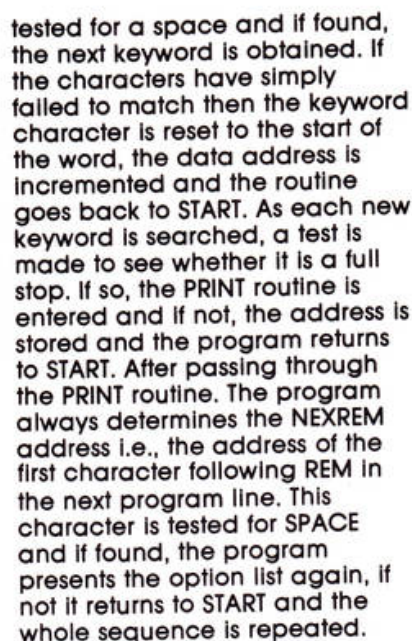 tested for a space and if found,
the next keyword is obtained. If
the characters have simply
failed to match then the keyword
character is reset to the start of
the word, the data address is
incremented and the routine
goes back to START. As each new
keyword is searched, a test is
made to see whether it is a full
stop. If so, the PRINT routine is
entered and if not, the address is
stored and the program returns
to START. After passing through
the PRINT routine. The program
always determines the NEXREM
address i.e., the address of the
first character following REM in
the next program line. This
character is tested for SPACE
and if found, the program
presents the option list again, if
not it returns to START and the
whole sequence is repeated.